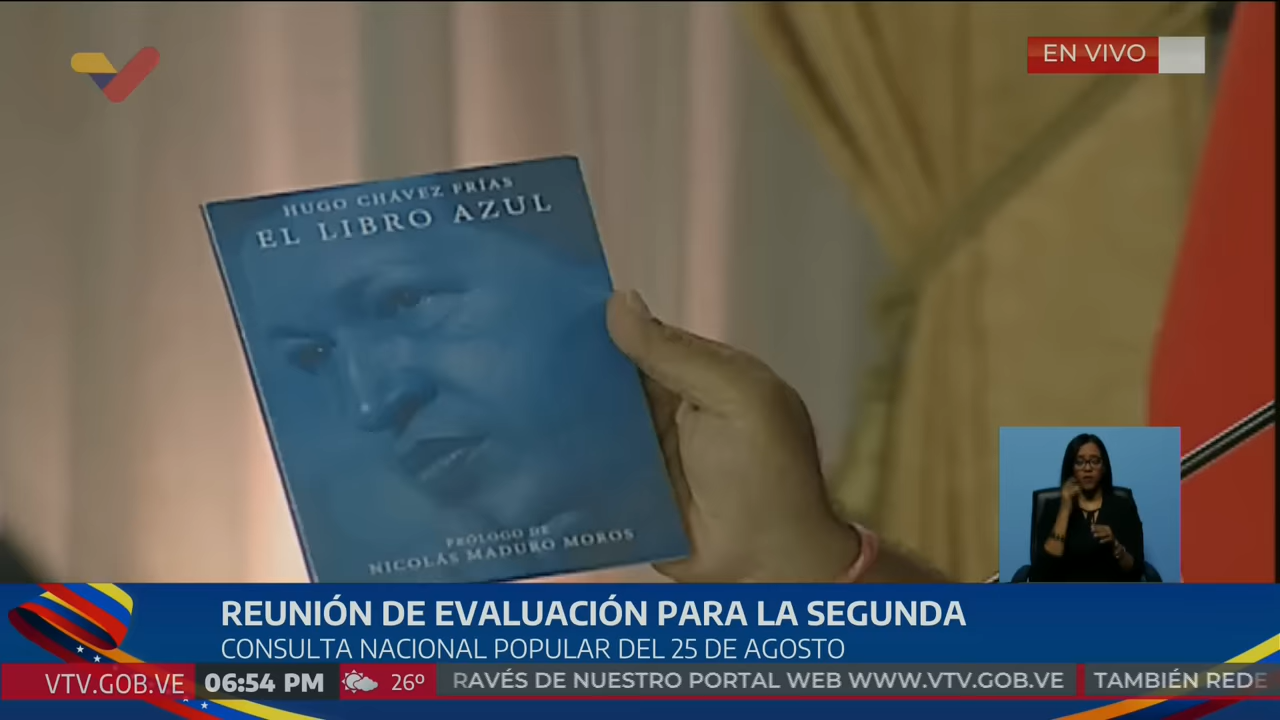 EN VIVO
HUGO CHÁVEZ FRÍAS
EL LIBRO AZUL
PRÓLOGO DE
NICOLÁS MADURO MOROS
REUNIÓN DE EVALUACIÓN PARA LA SEGUNDA
CONSULTA NACIONAL POPULAR DEL 25 DE AGOSTO
VTV.GOB.VE 06:54 PM 26º RAVÉS DE NUESTRO PORTAL WEB WWW.VTV.GOB.VE TAMBIÉN REDE